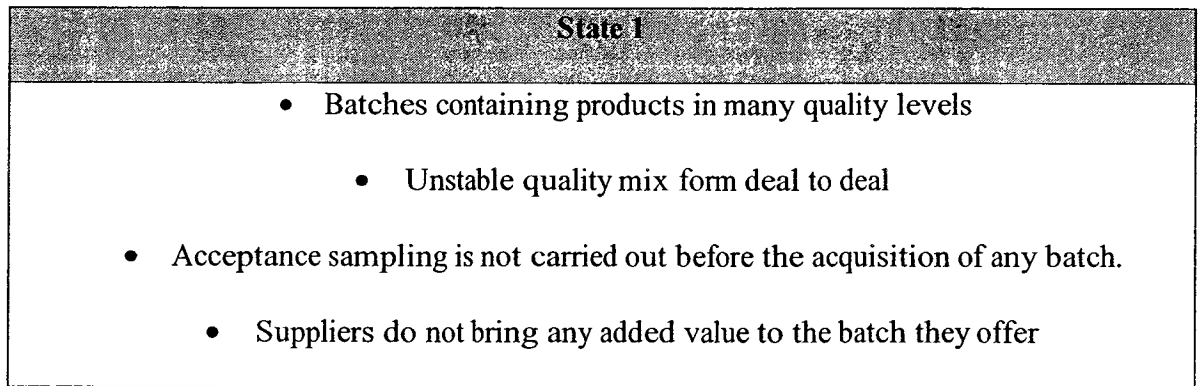 State 1
• Batches containing products in many quality levels
• Unstable quality mix form deal to deal
• Acceptance sampling is not carried out before the acquisition of any batch.
• Suppliers do not bring any added value to the batch they offer